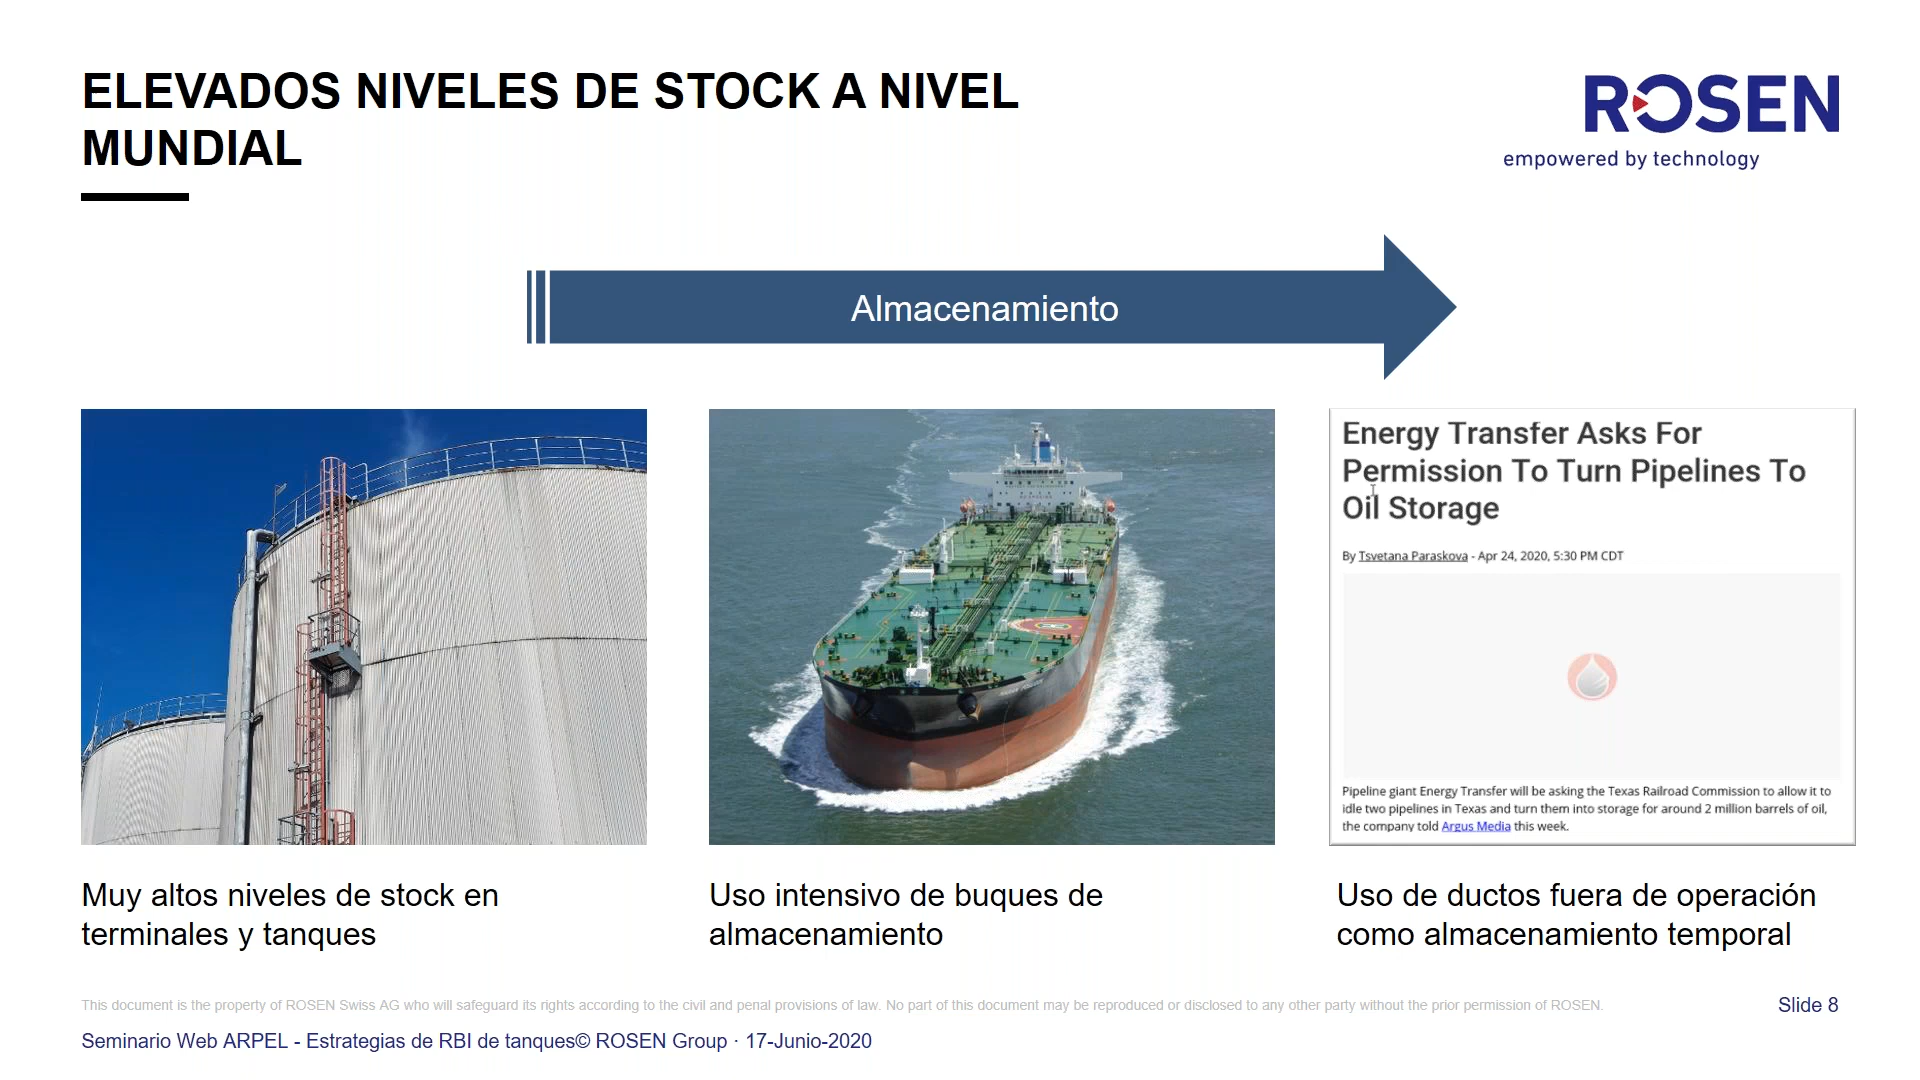 ELEVADOS NIVELES DE STOCK A NIVEL
MUNDIAL
ROSEN
empowered by technology
Almacenamiento
Energy Transfer Asks For
Permission To Turn Pipelines To
Oil Storage
By Tsvetana Paraskova - Apr 24, 2020, 5:30 PM CDT
Pipeline giant Energy Transfer will be asking the Texas Railroad Commission to allow it to
idle two pipelines in Texas and turn them into storage for around 2 million barrels of oil,
the company told Argus Media this week.
Muy altos niveles de stock en
terminales y tanques
Uso intensivo de buques de
almacenamiento
Uso de ductos fuera de operación
como almacenamiento temporal
This document is the property of ROSEN Swiss AG who will safeguard its rights according to the civil and penal provisions of law. No part of this document may be reproduced or disclosed to any other party without the prior permission of ROSEN.
Slide 8
Seminario Web ARPEL - Estrategias de RBI de tanques© ROSEN Group · 17-Junio-2020